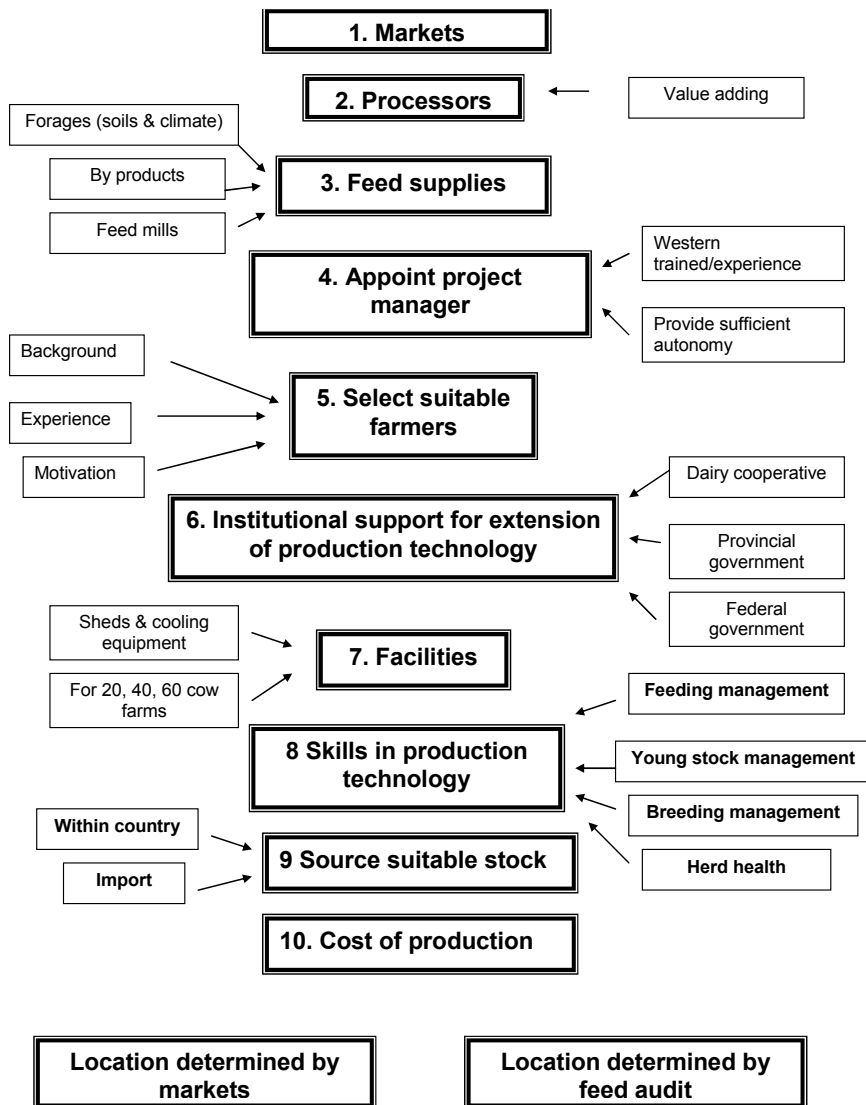 1. Markets
2. Processors
Value adding
Forages (soils & climate)
By products
Feed mills
3. Feed supplies
4. Appoint project
manager
Western
trained/experience
Provide sufficient
autonomy
Background
Experience
Motivation
5. Select suitable
farmers
6. Institutional support for extension
of production technology
Dairy cooperative
Provincial
government
Federal
government
Sheds & cooling
equipment
For 20, 40, 60 cow
farms
7. Facilities
8 Skills in production
technology
Feeding management
Young stock management
Breeding management
Herd health
Within country
Import
9 Source suitable stock
10. Cost of production
Location determined by
markets
Location determined by
feed audit